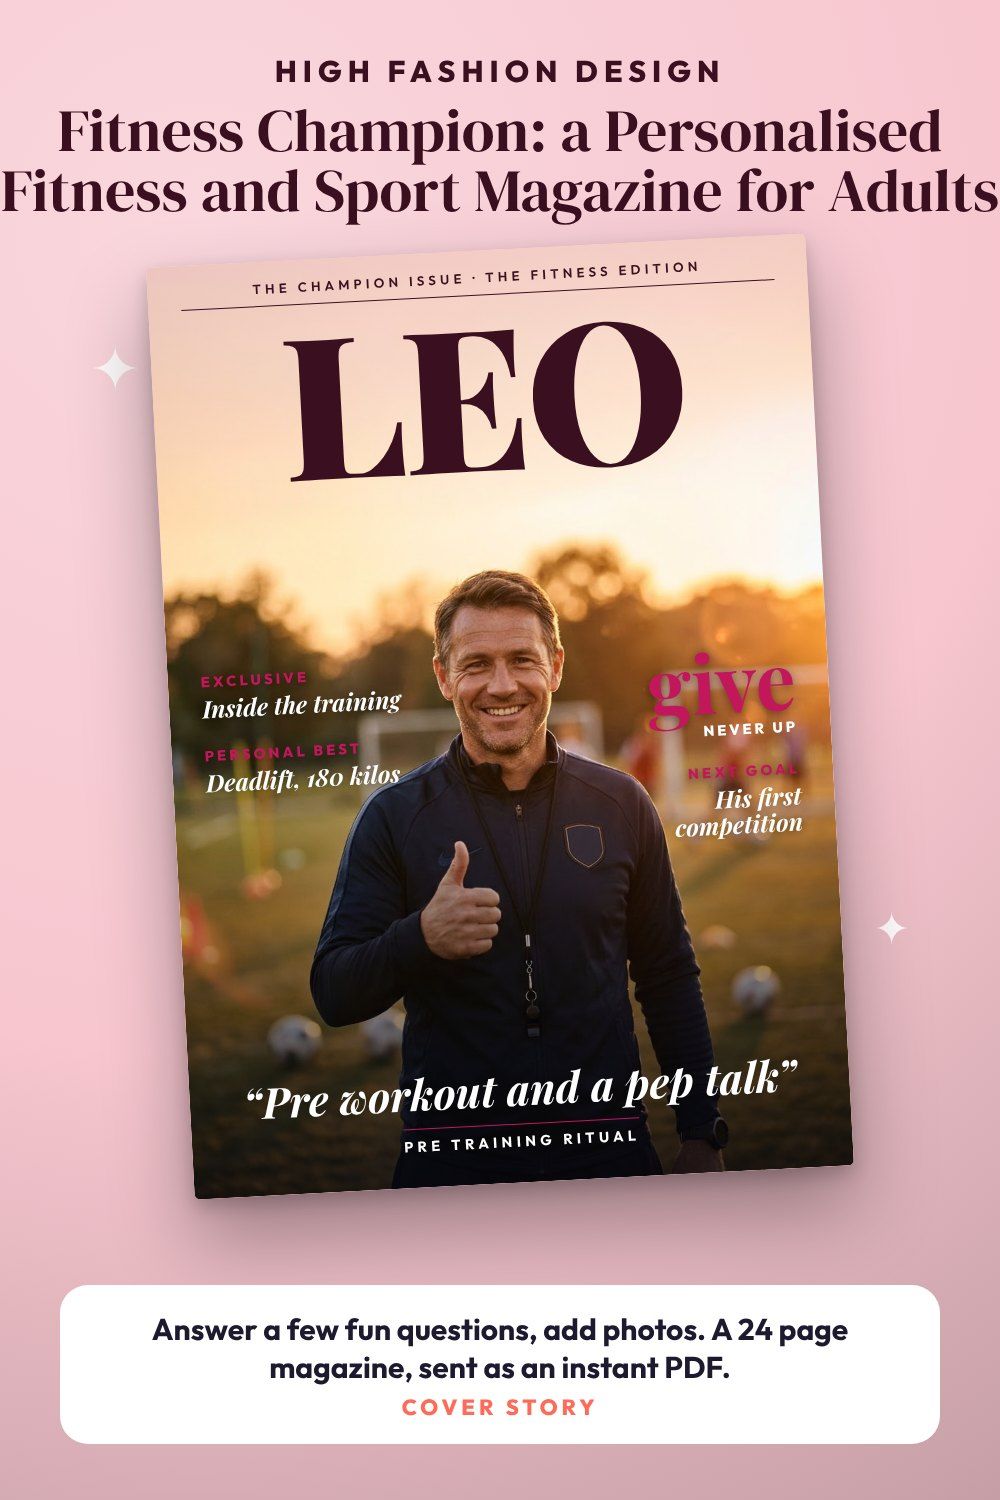 HIGH FASHION DESIGN
Fitness Champion: a Personalised
Fitness and Sport Magazine for Adults
THE CHAMPION ISSUE · THE FITNESS EDITION
LEO
EXCLUSIVE
Inside the training
PERSONAL BEST
Deadlift, 180 kilos
give
NEVER UP
NEXT GOAL
His first
competition
“Pre workout and a pep talk”
PRE TRAINING RITUAL
Answer a few fun questions, add photos. A 24 page
magazine, sent as an instant PDF.
COVER STORY